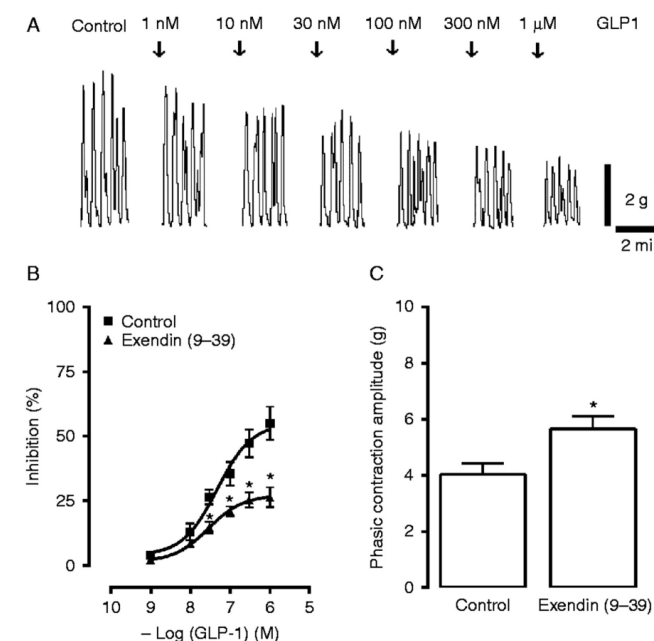 A
Control 1 nM 10 nM 30 nM 100 nM 300 nM 1 μM GLP1
2 g
2 mi
B
100
75
50
25
0
Inhibition (%)
Control
Exendin (9–39)
* * * *
10 9 8 7 6 5
– Log (GLP-1) (M)
C
10
8
6
4
2
0
Phasic contraction amplitude (g)
*
Control Exendin (9–39)